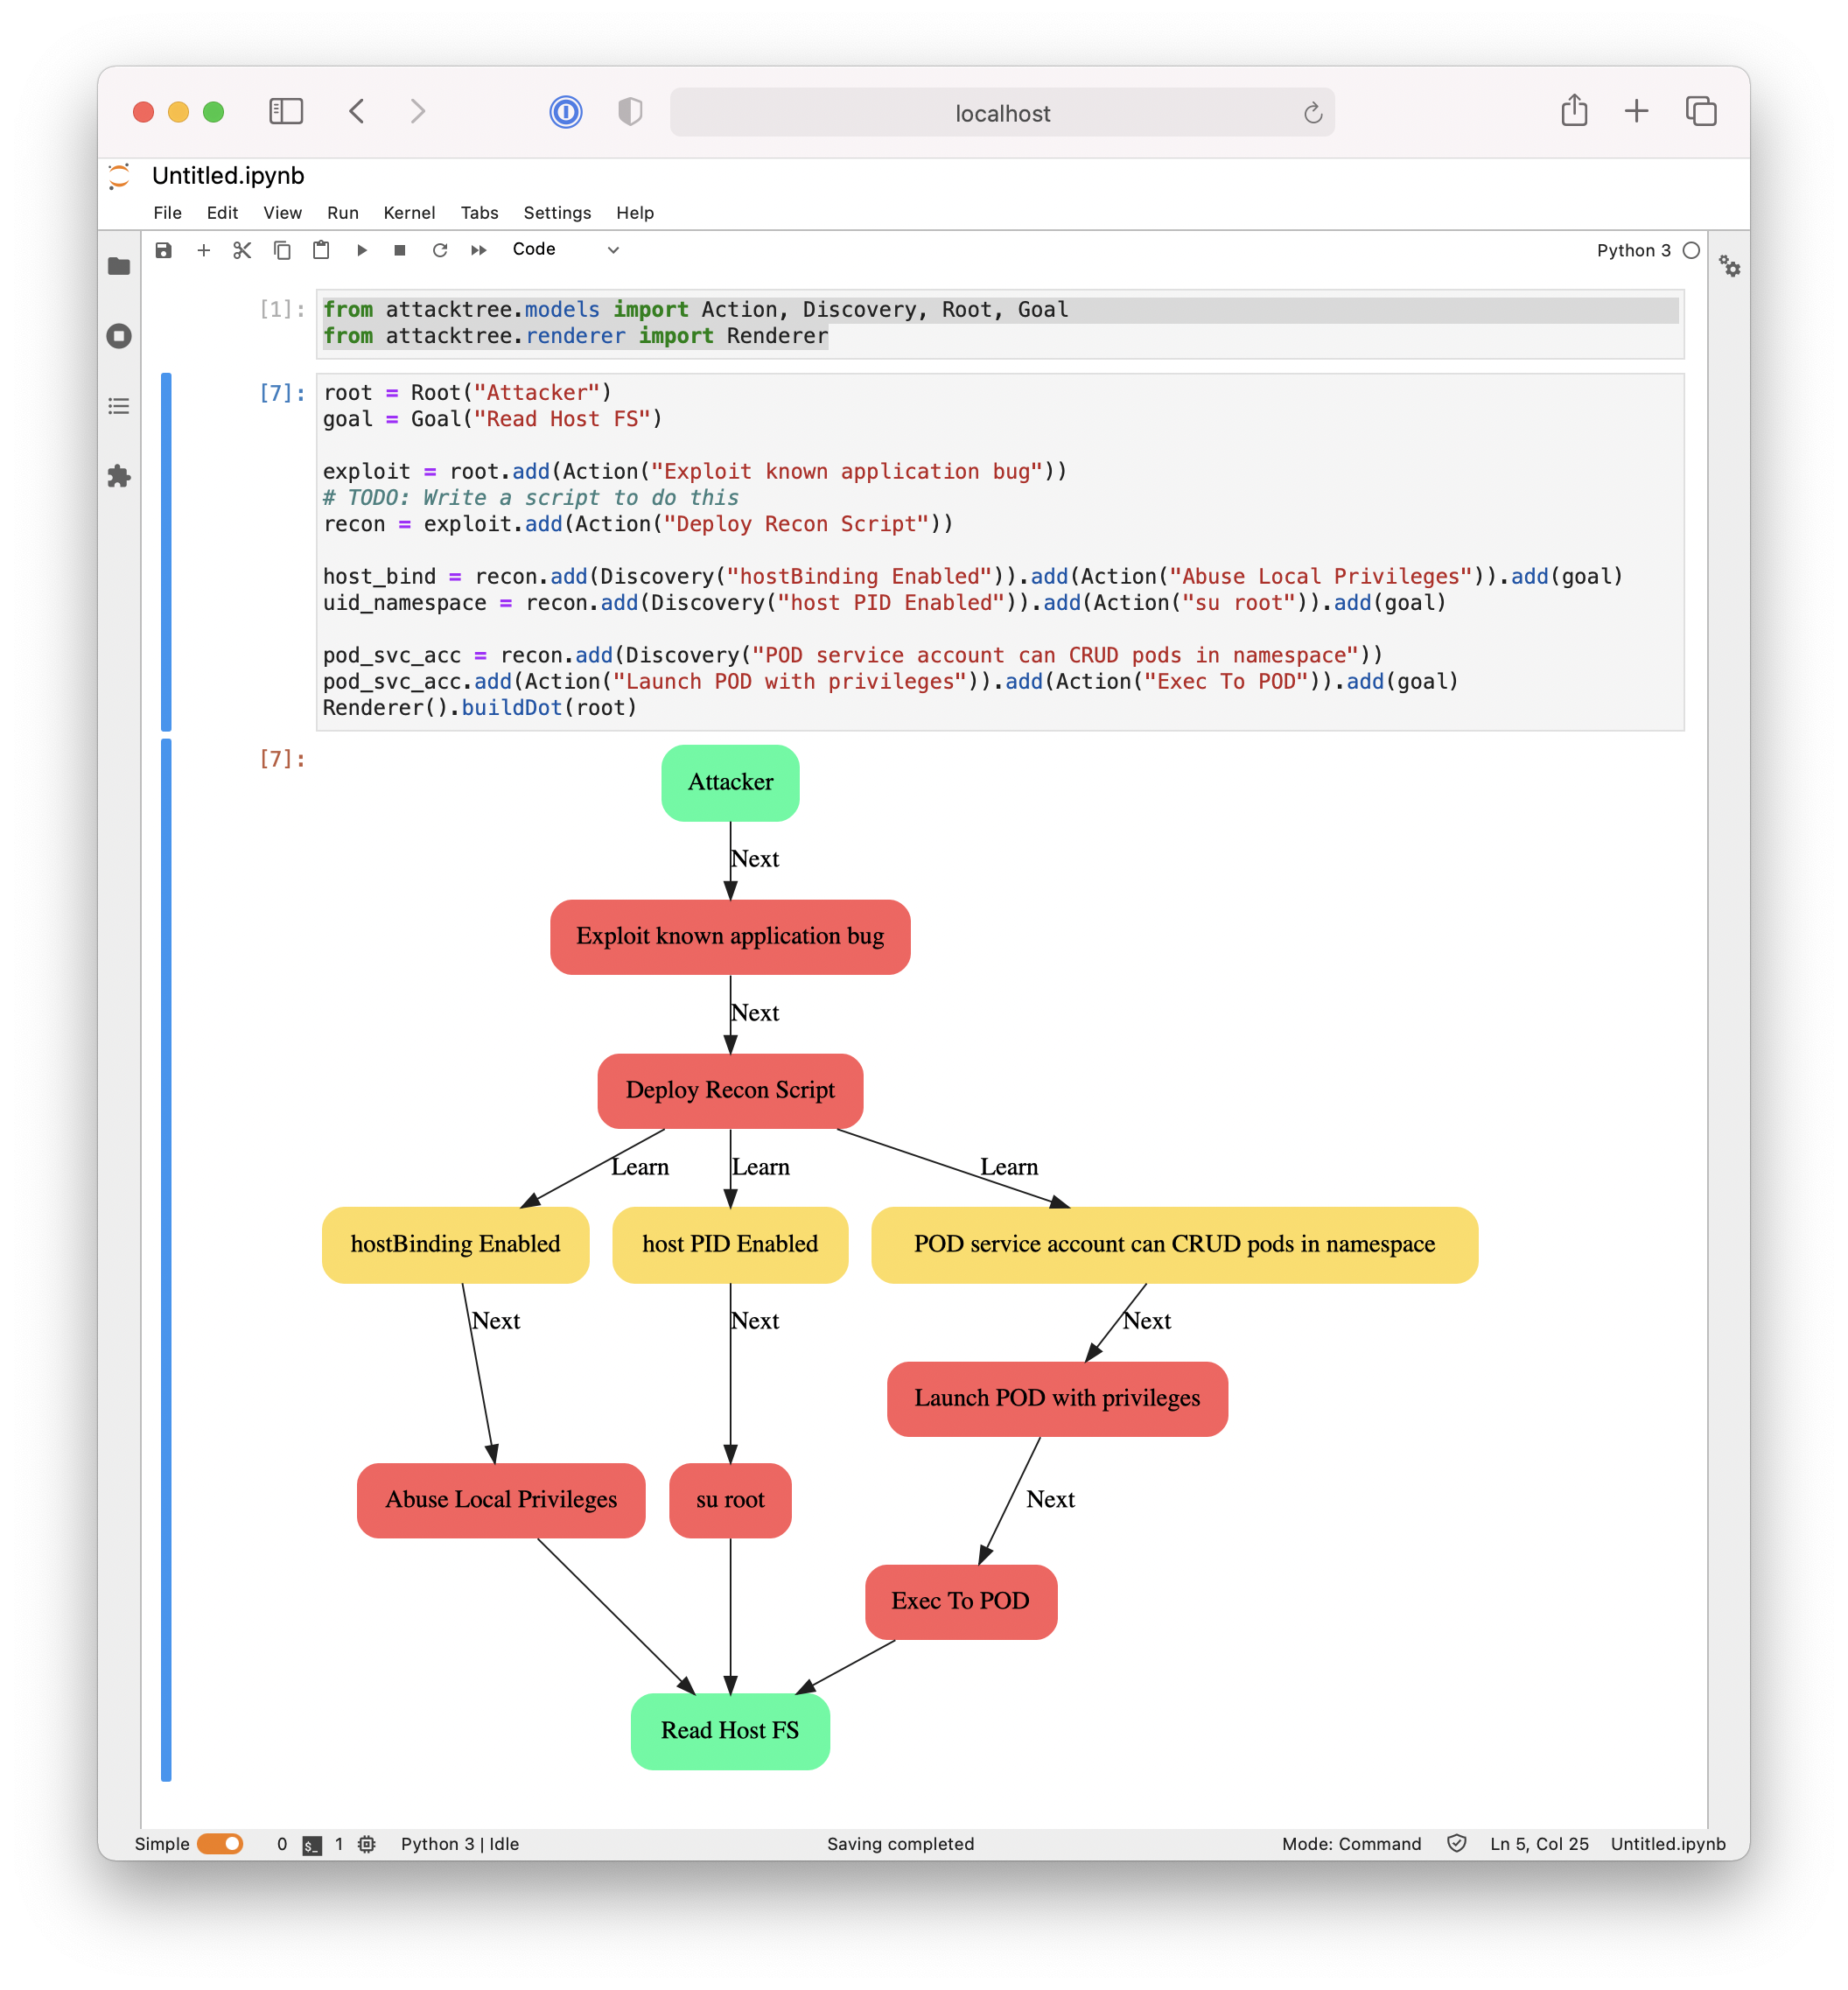 localhost
Untitled.ipynb
File Edit View Run Kernel Tabs Settings Help
Code
Python 3
[1]:
from attacktree.models import Action, Discovery, Root, Goal
from attacktree.renderer import Renderer
[7]:
root = Root("Attacker")
goal = Goal("Read Host FS")
exploit = root.add(Action("Exploit known application bug"))
# TODO: Write a script to do this
recon = exploit.add(Action("Deploy Recon Script"))
host_bind = recon.add(Discovery("hostBinding Enabled")).add(Action("Abuse Local Privileges")).add(goal)
uid_namespace = recon.add(Discovery("host PID Enabled")).add(Action("su root")).add(goal)
pod_svc_acc = recon.add(Discovery("POD service account can CRUD pods in namespace"))
pod_svc_acc.add(Action("Launch POD with privileges")).add(Action("Exec To POD")).add(goal)
Renderer().buildDot(root)
[7]:
Attacker
Next
Exploit known application bug
Next
Deploy Recon Script
Learn Learn Learn
hostBinding Enabled host PID Enabled POD service account can CRUD pods in namespace
Next Next Next
Launch POD with privileges
Abuse Local Privileges su root Next
Exec To POD
Read Host FS
Simple 0 $_ 1 Python 3 | Idle Saving completed Mode: Command Ln 5, Col 25 Untitled.ipynb